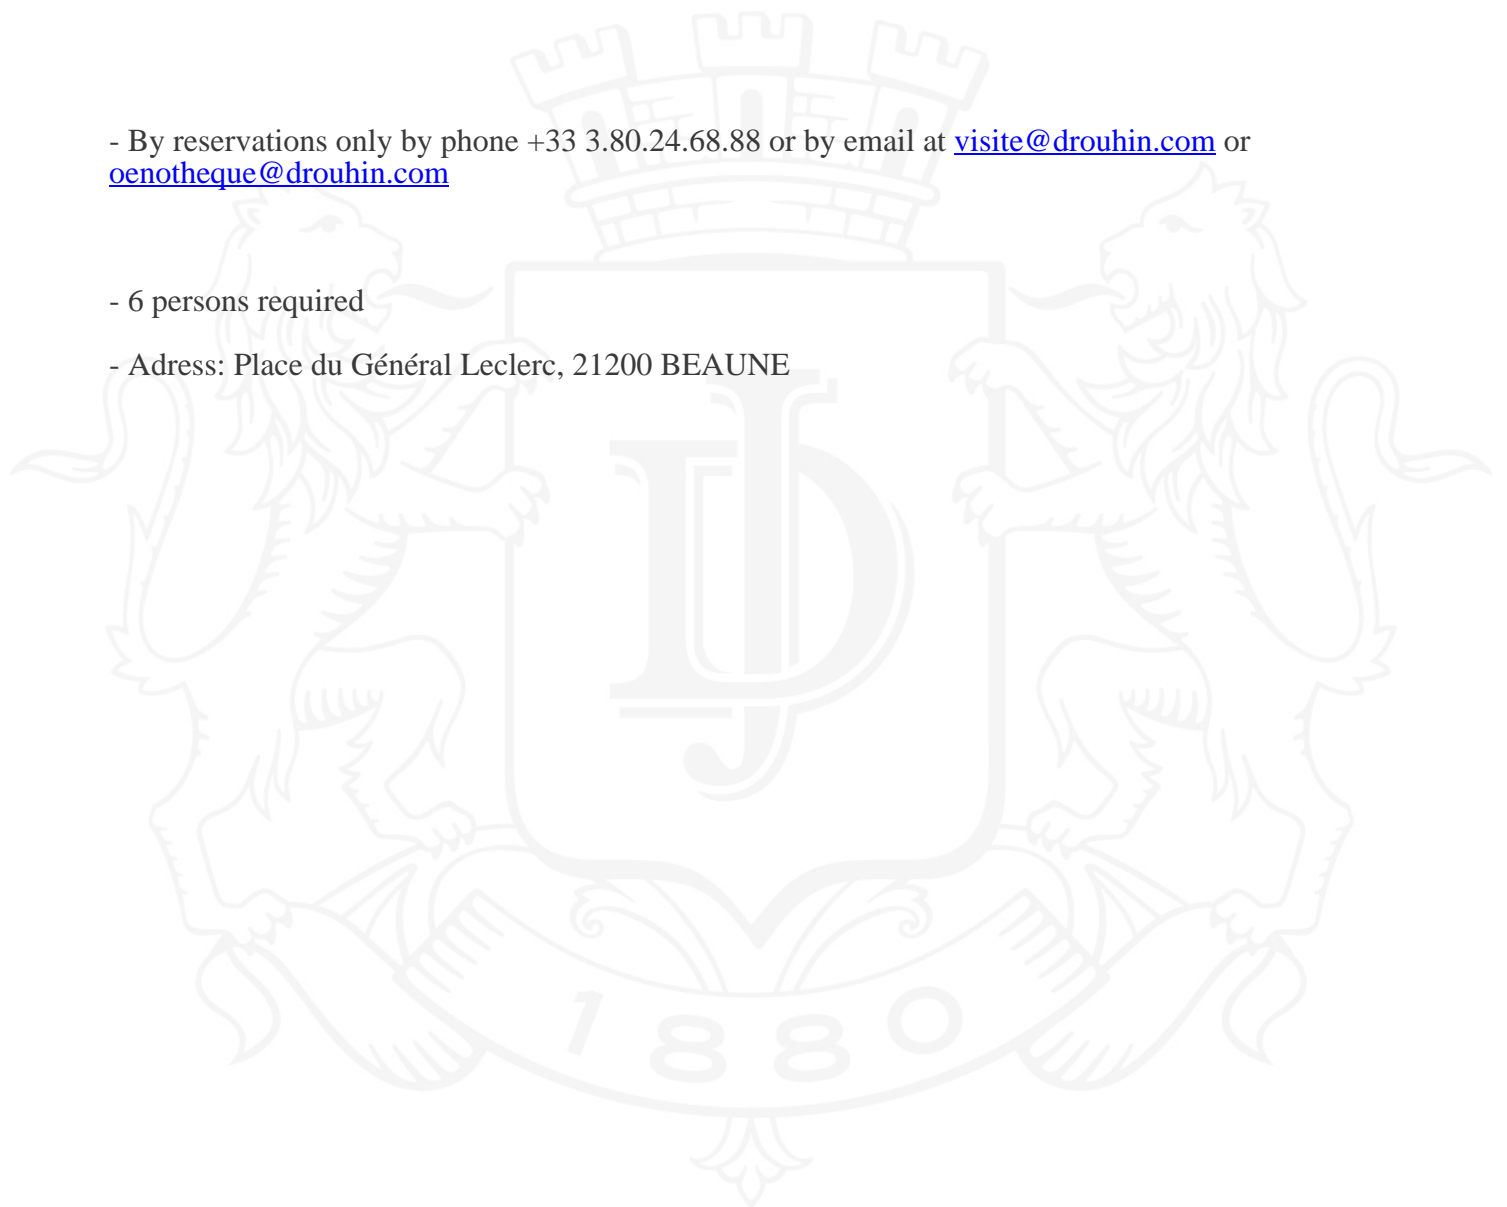 - By reservations only by phone +33 3.80.24.68.88 or by email at visite@drouhin.com or
oenotheque@drouhin.com
- 6 persons required
- Adress: Place du Général Leclerc, 21200 BEAUNE
JD
1880